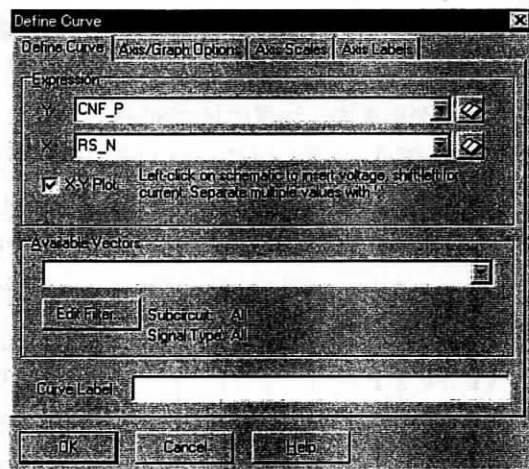 Define Curve
Define Curve Axis/Graph Options Axis Scales Axis Labels
Expression
Y: CNF_P
X: RS_N
X-Y Plot Left-click on schematic to insert voltage, shift-left for
current. Separate multiple values with ';'
Available Vectors
Edit Filter... Subcircuit: All
Signal Type: All
Curve Label:
OK Cancel Help